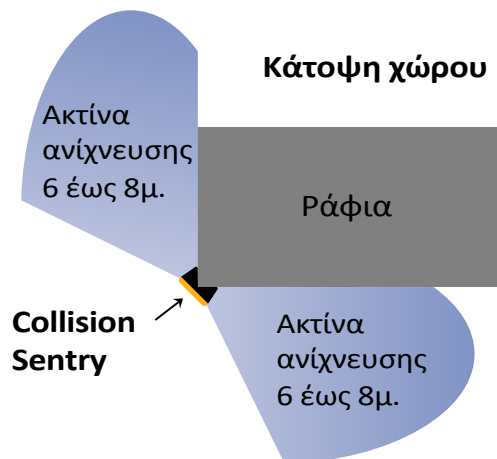 Κάτοψη χώρου
Ακτίνα
ανίχνευσης
6 έως 8μ.
Ράφια
Collision
Sentry
Ακτίνα
ανίχνευσης
6 έως 8μ.